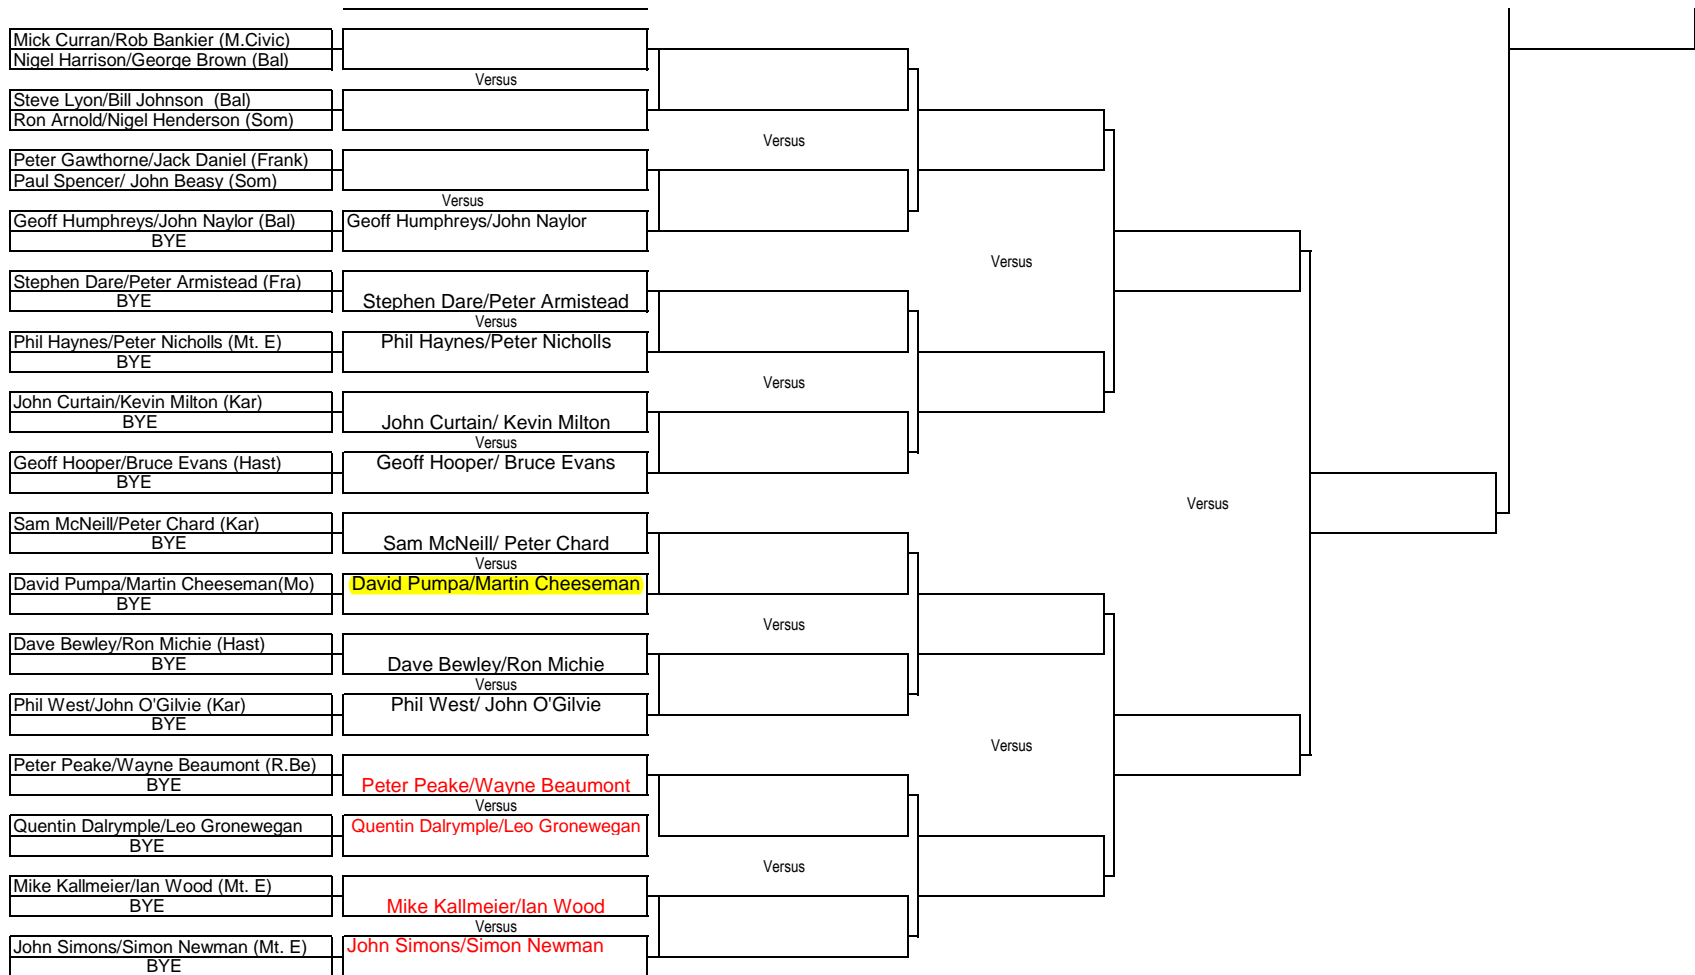 Mick Curran/Rob Bankier (M.Civic)
Nigel Harrison/George Brown (Bal)
Versus
Steve Lyon/Bill Johnson  (Bal)
Ron Arnold/Nigel Henderson (Som)
Versus
Peter Gawthorne/Jack Daniel (Frank)
Paul Spencer/ John Beasy (Som)
Versus
Geoff Humphreys/John Naylor (Bal)
Geoff Humphreys/John Naylor
BYE
Versus
Stephen Dare/Peter Armistead (Fra)
BYE
Stephen Dare/Peter Armistead
Versus
Phil Haynes/Peter Nicholls (Mt. E)
Phil Haynes/Peter Nicholls
BYE
Versus
John Curtain/Kevin Milton (Kar)
BYE
John Curtain/ Kevin Milton
Versus
Geoff Hooper/Bruce Evans (Hast)
Geoff Hooper/ Bruce Evans
BYE
Versus
Sam McNeill/Peter Chard (Kar)
BYE
Sam McNeill/ Peter Chard
Versus
David Pumpa/Martin Cheeseman(Mo)
David Pumpa/Martin Cheeseman
BYE
Versus
Dave Bewley/Ron Michie (Hast)
BYE
Dave Bewley/Ron Michie
Versus
Phil West/John O'Gilvie (Kar)
Phil West/ John O'Gilvie
BYE
Versus
Peter Peake/Wayne Beaumont (R.Be)
BYE
Peter Peake/Wayne Beaumont
Versus
Quentin Dalrymple/Leo Gronewegan
Quentin Dalrymple/Leo Gronewegan
BYE
Versus
Mike Kallmeier/Ian Wood (Mt. E)
BYE
Mike Kallmeier/Ian Wood
Versus
John Simons/Simon Newman (Mt. E)
John Simons/Simon Newman
BYE